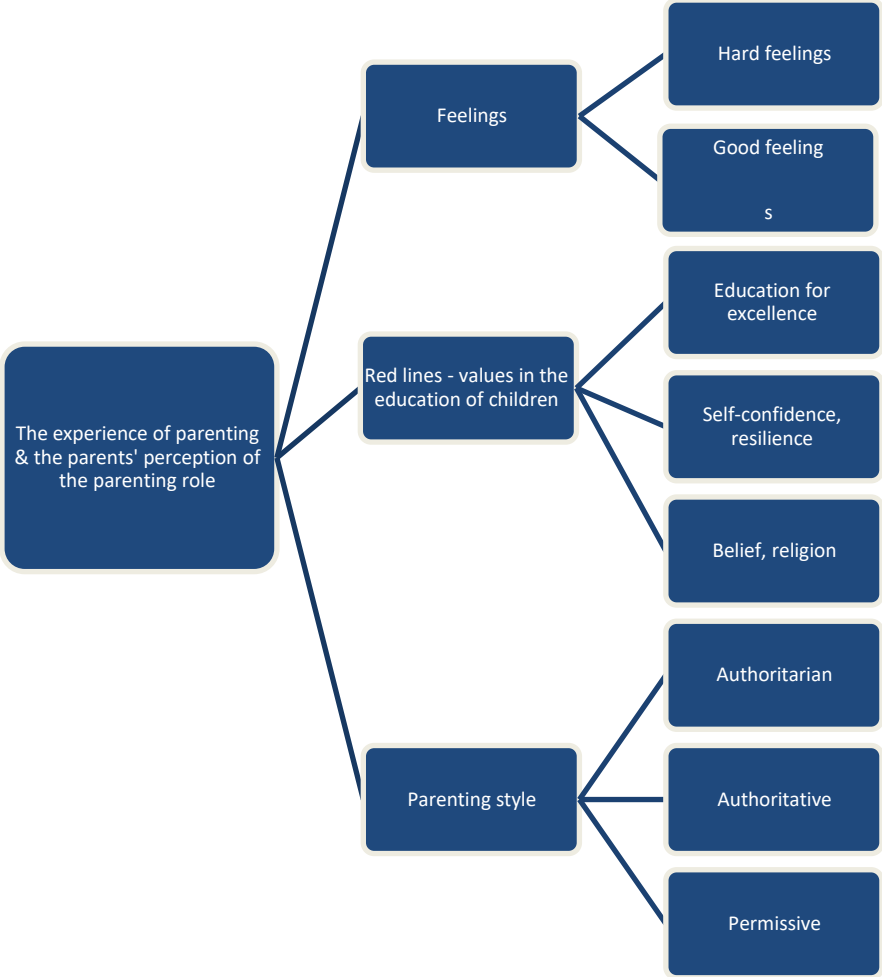 The experience of parenting
& the parents' perception of
the parenting role
Feelings
Hard feelings
Good feeling
s
Red lines - values in the
education of children
Education for
excellence
Self-confidence,
resilience
Belief, religion
Parenting style
Authoritarian
Authoritative
Permissive